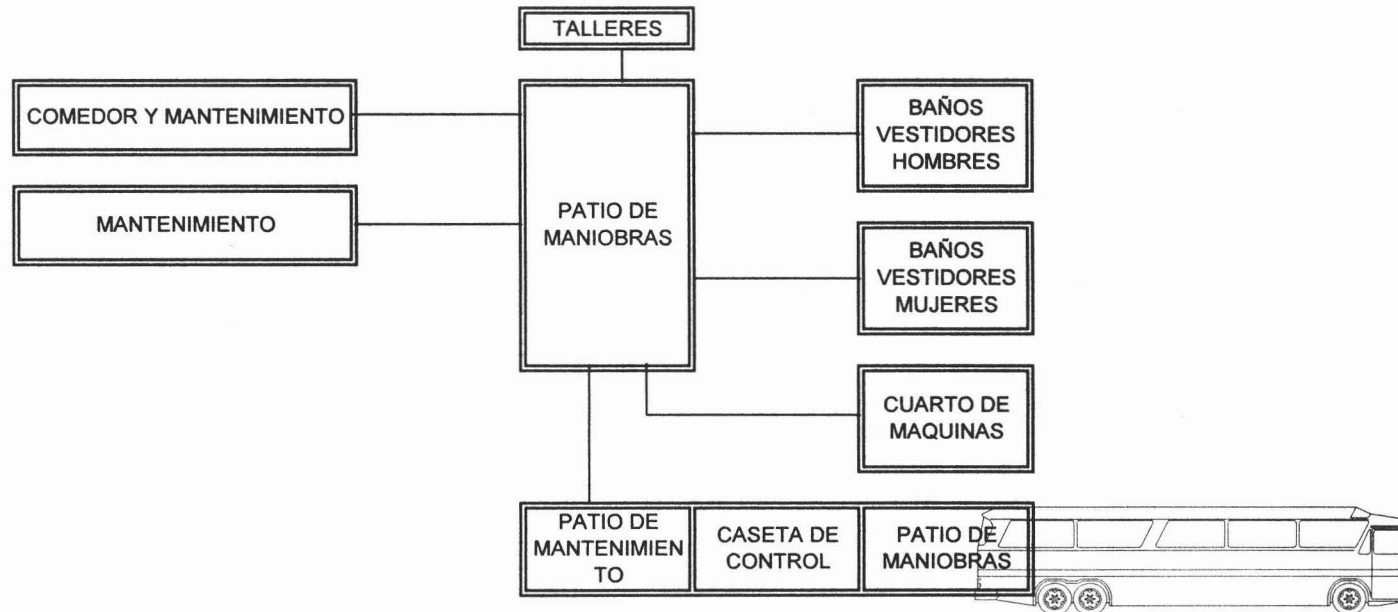 TALLERES
COMEDOR Y MANTENIMIENTO
MANTENIMIENTO
PATIO DE
MANIOBRAS
BAÑOS
VESTIDORES
HOMBRES
BAÑOS
VESTIDORES
MUJERES
CUARTO DE
MAQUINAS
PATIO DE
MANTENIMIEN
TO
CASETA DE
CONTROL
PATIO DE
MANIOBRAS